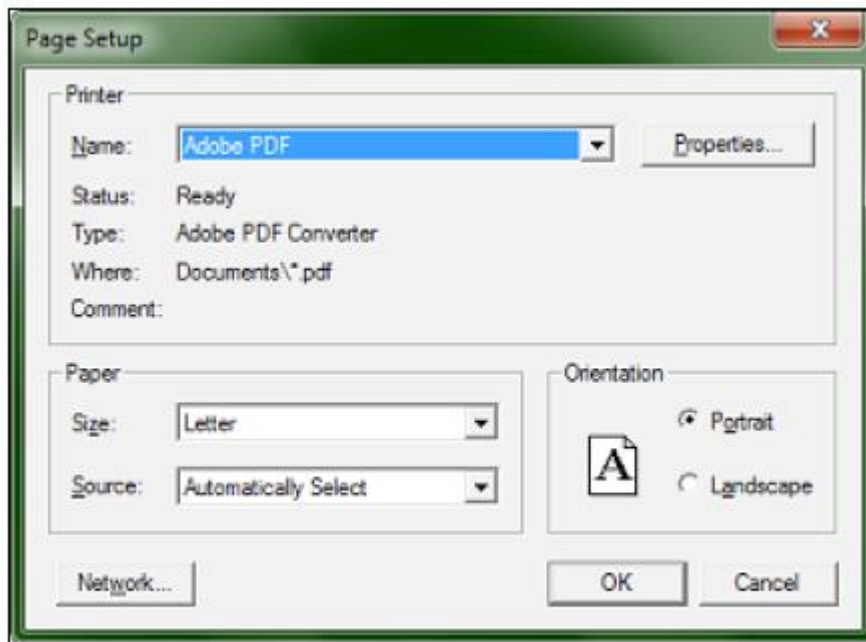 Page Setup
Printer
Name: Adobe PDF Properties...
Status: Ready
Type: Adobe PDF Converter
Where: Documents\*.pdf
Comment:
Paper
Size: Letter
Source: Automatically Select
Orientation
A
Portrait
Landscape
Network... OK Cancel